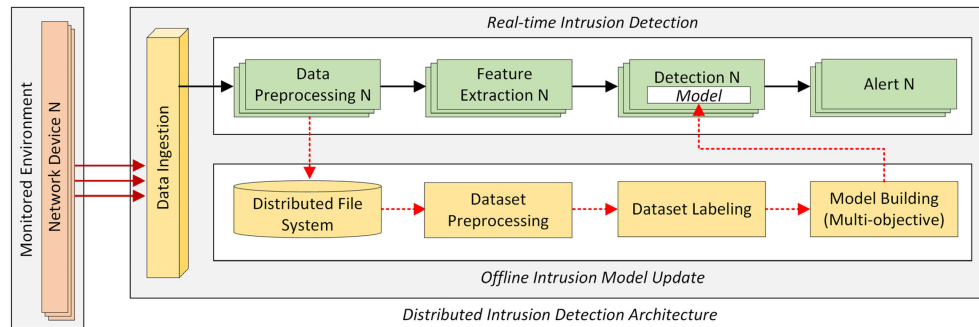 Monitored Environment
Network Device N
Data Ingestion
Real-time Intrusion Detection
Data
Preprocessing N
Feature
Extraction N
Detection N
Model
Alert N
Distributed File
System
Dataset
Preprocessing
Dataset Labeling
Model Building
(Multi-objective)
Offline Intrusion Model Update
Distributed Intrusion Detection Architecture